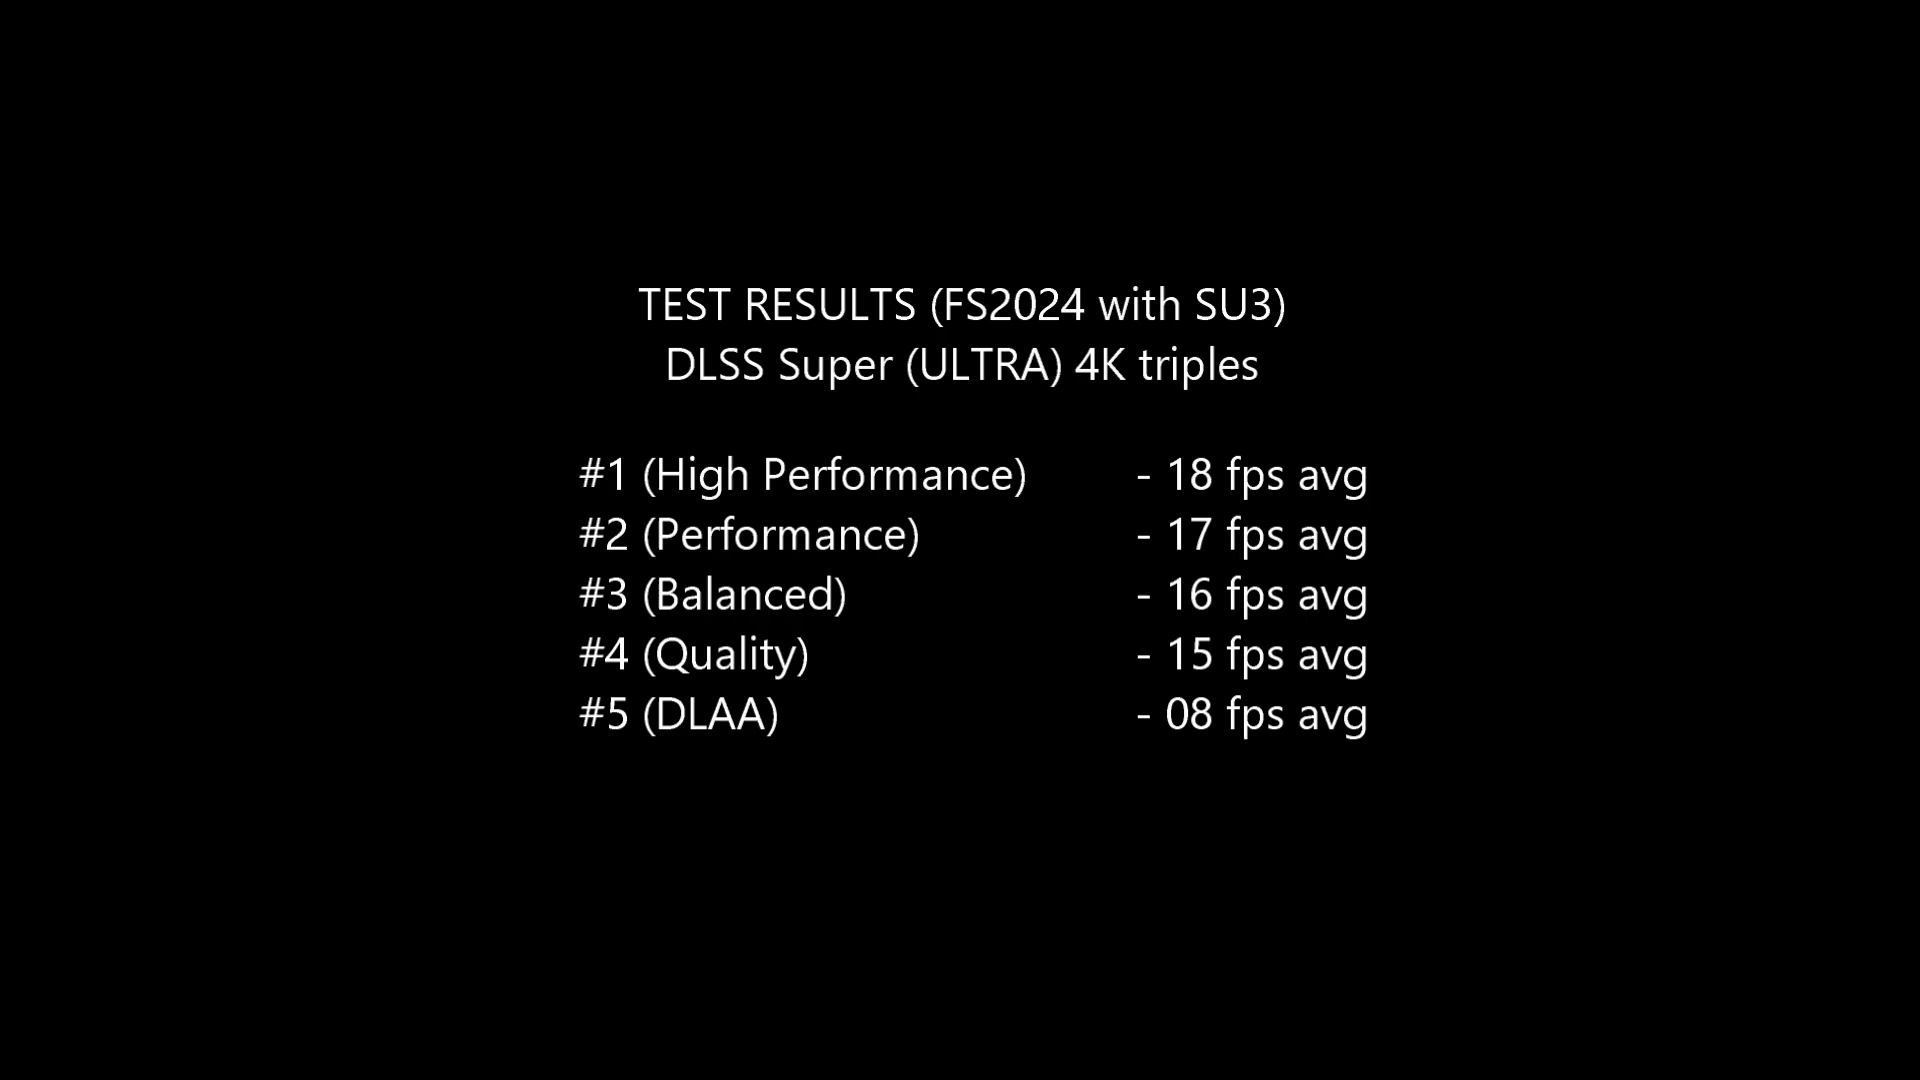 TEST RESULTS (FS2024 with SU3)
DLSS Super (ULTRA) 4K triples
#1 (High Performance) - 18 fps avg
#2 (Performance) - 17 fps avg
#3 (Balanced) - 16 fps avg
#4 (Quality) - 15 fps avg
#5 (DLAA) - 08 fps avg